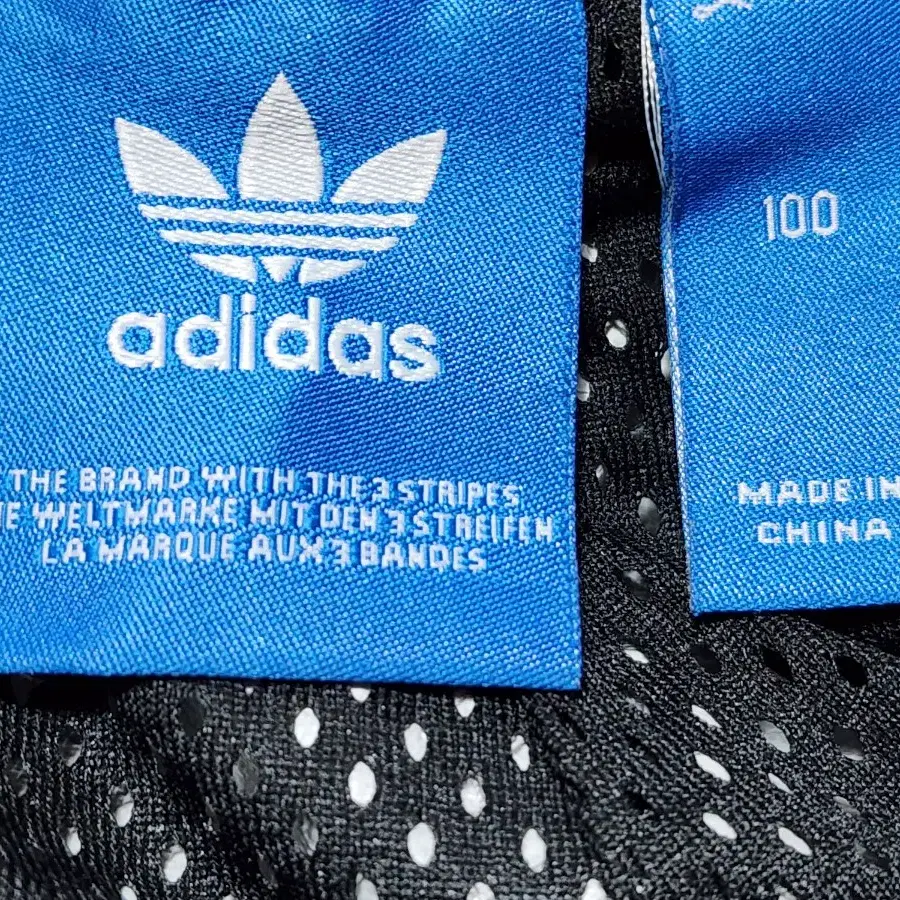 adidas
THE BRAND WITH THE 3 STRIPES
WELTMARKE MIT DEN 3 STREIFEN
LA MARQUE AUX 3 BANDES
100
MADE IN
CHINA